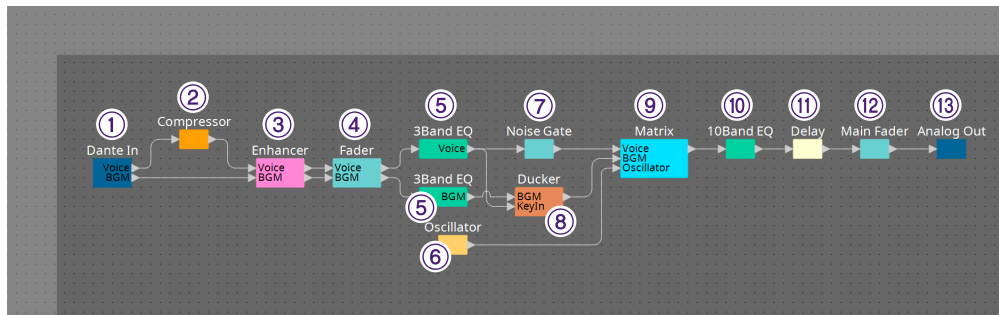 ①
Dante In
Voice
BGM
②
Compressor
③
Enhancer
Voice
BGM
④
Fader
Voice
BGM
⑤
3Band EQ
Voice
3Band EQ
BGM
⑤
Oscillator
⑥
⑦
Noise Gate
Ducker
BGM
KeyIn
⑧
⑨
Matrix
Voice
BGM
Oscillator
⑩
10Band EQ
⑪
Delay
⑫
Main Fader
⑬
Analog Out